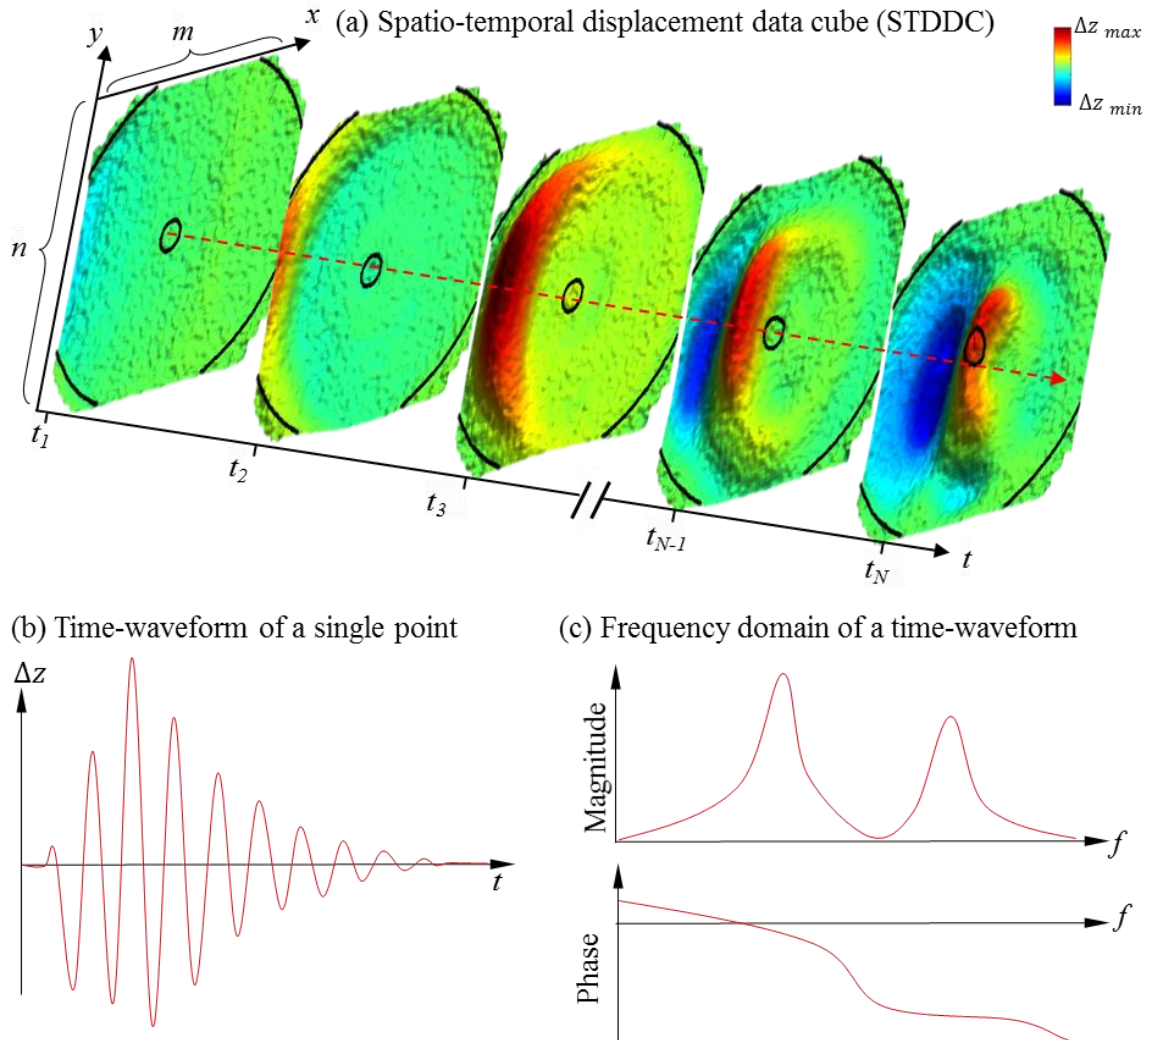 (a) Spatio-temporal displacement data cube (STDDC)
x
m
y
n
Δz max
Δz min
t1
t2
t3
tN-1
tN
t
(b) Time-waveform of a single point
Δz
t
(c) Frequency domain of a time-waveform
Magnitude
f
Phase
f